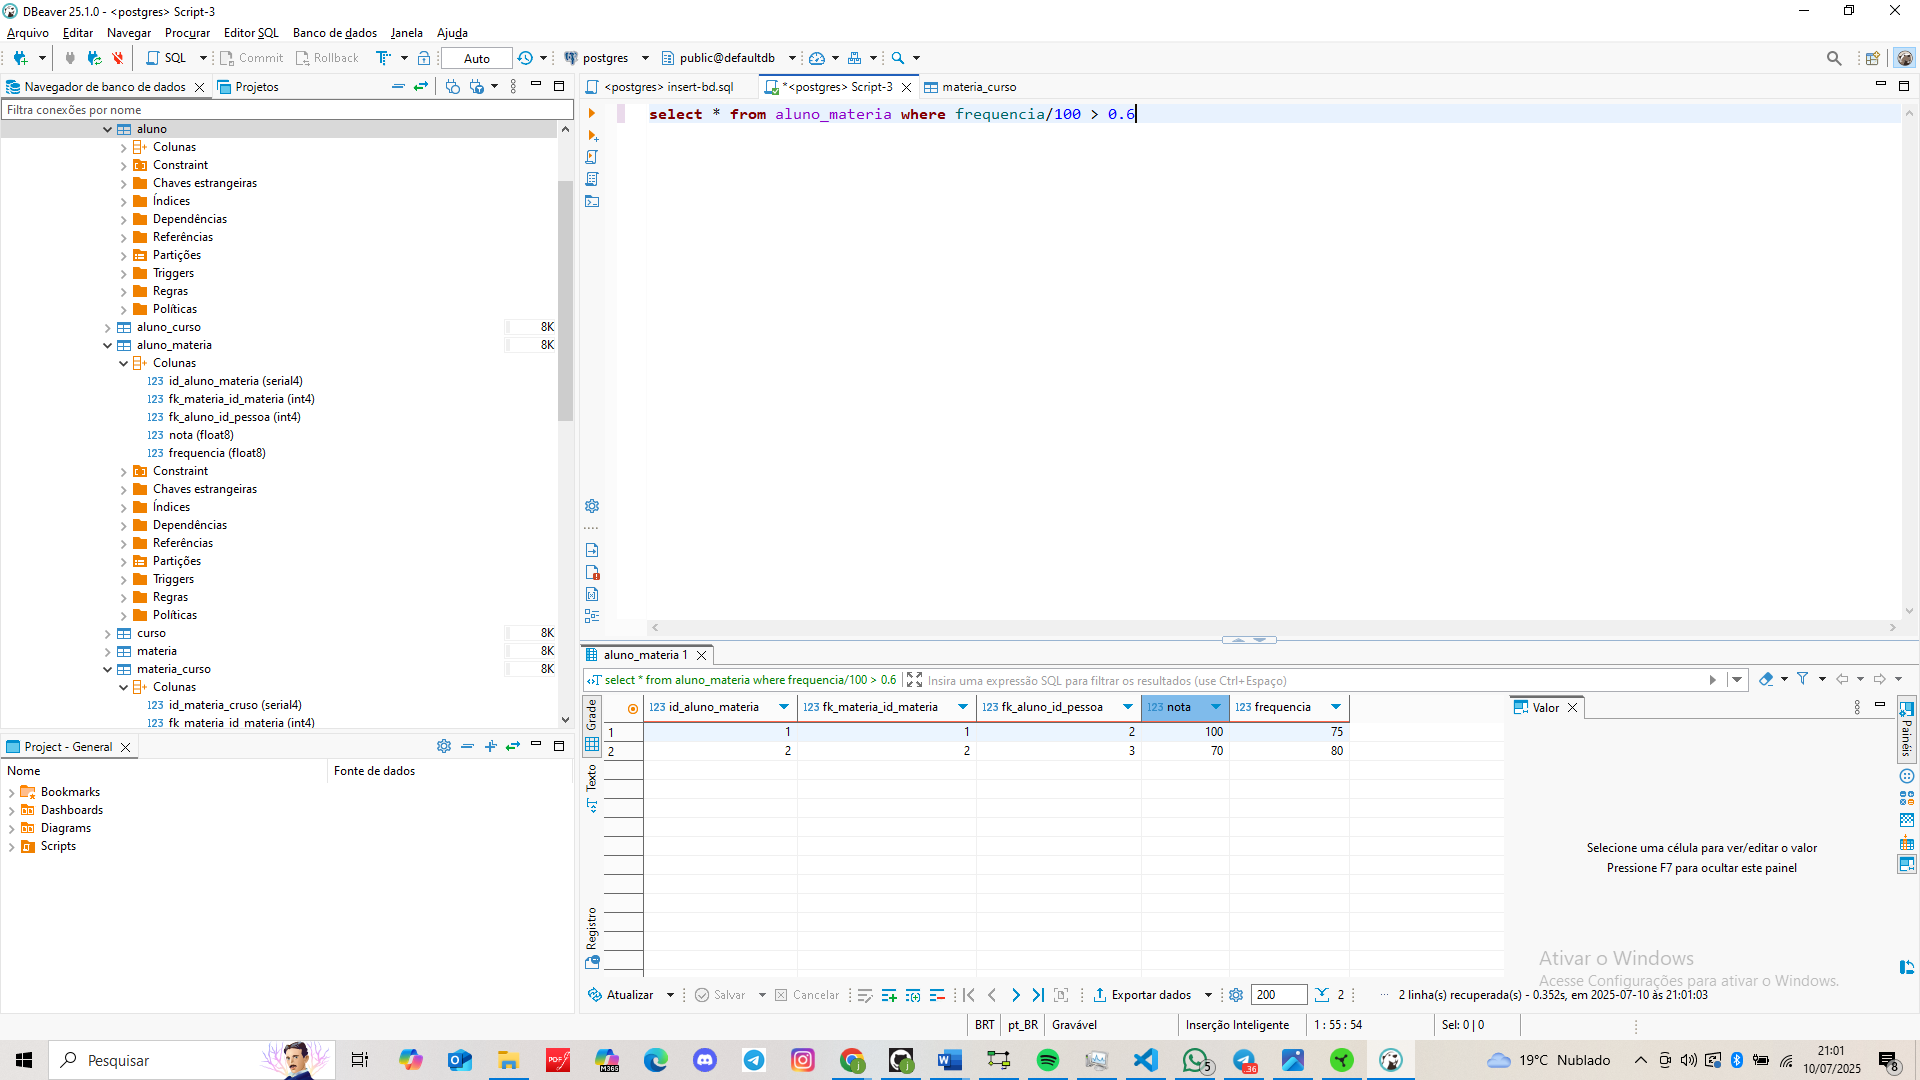 DBeaver 25.1.0 - <postgres> Script-3
Arquivo Editar Navegar Procurar Editor SQL Banco de dados Janela Ajuda
SQL Commit Rollback Auto postgres public@defaultdb
Navegador de banco de dados Projetos
Filtra conexões por nome
aluno
Colunas
Constraint
Chaves estrangeiras
Índices
Dependências
Referências
Partições
Triggers
Regras
Políticas
aluno_curso 8K
aluno_materia 8K
Colunas
123 id_aluno_materia (serial4)
123 fk_materia_id_materia (int4)
123 fk_aluno_id_pessoa (int4)
123 nota (float8)
123 frequencia (float8)
Constraint
Chaves estrangeiras
Índices
Dependências
Referências
Partições
Triggers
Regras
Políticas
curso 8K
materia 8K
materia_curso 8K
Colunas
123 id_materia_cruso (serial4)
123 fk_materia_id_materia (int4)
Project - General
Nome Fonte de dados
Bookmarks
Dashboards
Diagrams
Scripts
<postgres> insert-bd.sql *<postgres> Script-3 materia_curso
select * from aluno_materia where frequencia/100 > 0.6
aluno_materia 1
select * from aluno_materia where frequencia/100 > 0.6 Insira uma expressão SQL para filtrar os resultados (use Ctrl+Espaço)
Grade
Texto
Registro
123 id_aluno_materia 123 fk_materia_id_materia 123 fk_aluno_id_pessoa 123 nota 123 frequencia
1 1 1 2 100 75
2 2 2 3 70 80
Valor
Painéis
Selecione uma célula para ver/editar o valor
Pressione F7 para ocultar este painel
Ativar o Windows
Acesse Configurações para ativar o Windows.
Atualizar Salvar Cancelar Exportar dados 200 2 2 linha(s) recuperada(s) - 0.352s, em 2025-07-10 às 21:01:03
BRT pt_BR Gravável Inserção Inteligente 1 : 55 : 54 Sel: 0 | 0
Pesquisar
PDF
M365
5
36
19°C Nublado
21:01
10/07/2025
8